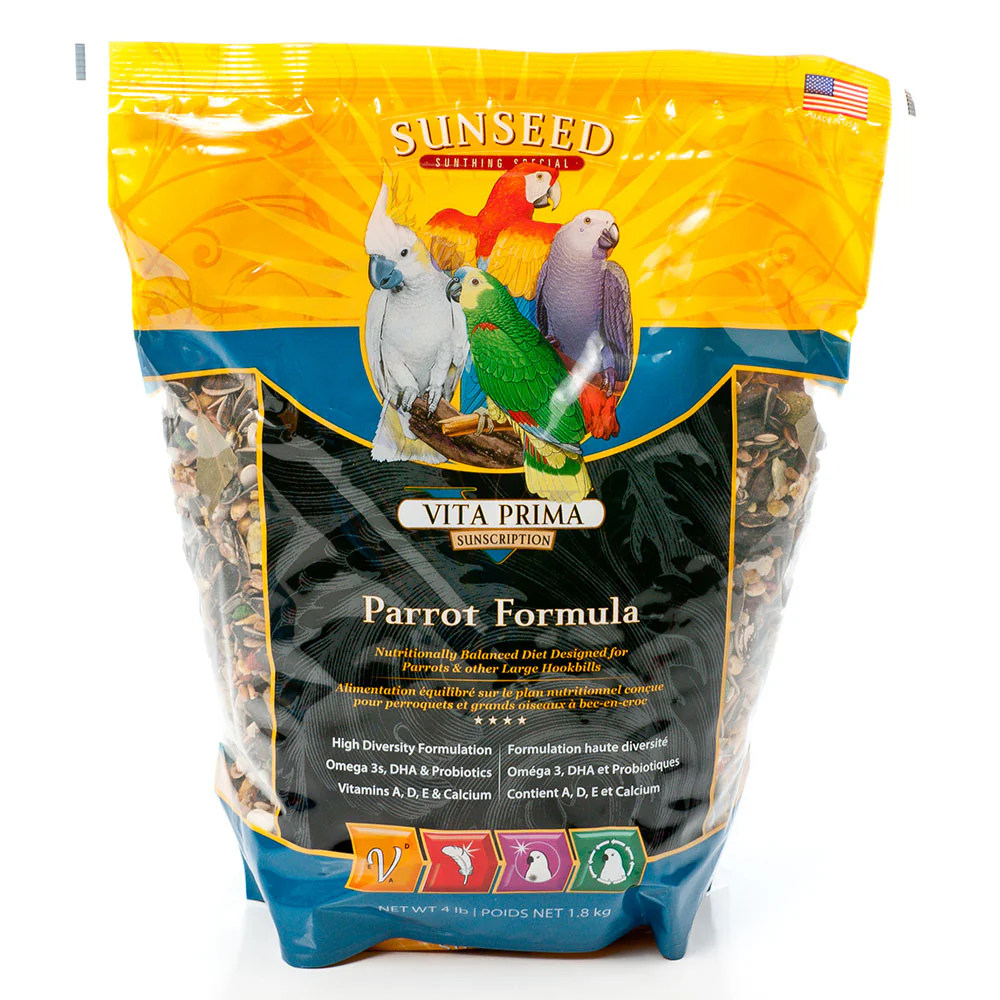 SUNSEED
SUNTHING SPECIAL
MADE IN USA
VITA PRIMA
SUNSCRIPTION
Parrot Formula
Nutritionally Balanced Diet Designed for
Parrots & other Large Hookbills
Alimentation équilibré sur le plan nutritionnel conçue
pour perroquets et grands oiseaux à bec-en-croc
High Diversity Formulation | Formulation haute diversité
Omega 3s, DHA & Probiotics | Oméga 3, DHA et Probiotiques
Vitamins A, D, E & Calcium | Contient A, D, E et Calcium
V D E A
NET WT 4 lb | POIDS NET 1.8 kg